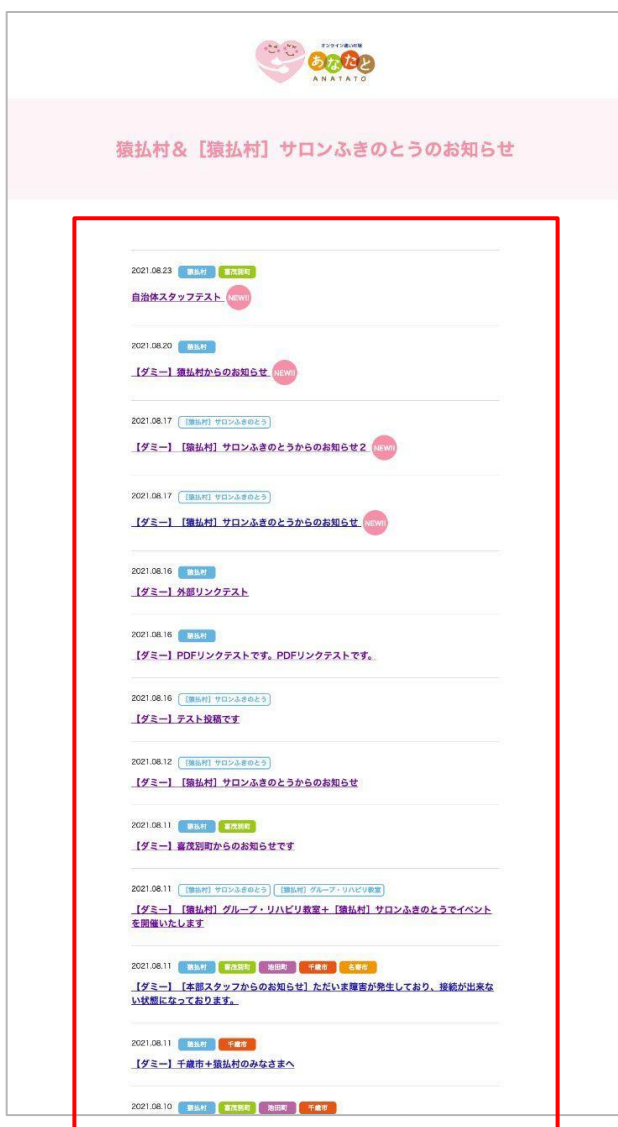 オンライン通いの場
あなたと
ANATATO
猿払村&［猿払村］サロンふきのとうのお知らせ
2021.08.23 猿払村 喜茂別町
自治体スタッフテスト NEW!!
2021.08.20 猿払村
【ダミー】猿払村からのお知らせ NEW!!
2021.08.17 ［猿払村］サロンふきのとう
【ダミー】［猿払村］サロンふきのとうからのお知らせ２ NEW!!
2021.08.17 ［猿払村］サロンふきのとう
【ダミー】［猿払村］サロンふきのとうからのお知らせ NEW!!
2021.08.16 猿払村
【ダミー】外部リンクテスト
2021.08.16 猿払村
【ダミー】PDFリンクテストです。PDFリンクテストです。
2021.08.16 ［猿払村］サロンふきのとう
【ダミー】テスト投稿です
2021.08.12 ［猿払村］サロンふきのとう
【ダミー】［猿払村］サロンふきのとうからのお知らせ
2021.08.11 猿払村 喜茂別町
【ダミー】喜茂別町からのお知らせです
2021.08.11 ［猿払村］サロンふきのとう ［猿払村］グループ・リハビリ教室
【ダミー】［猿払村］グループ・リハビリ教室+［猿払村］サロンふきのとうでイベント
を開催いたします
2021.08.11 猿払村 喜茂別町 池田町 千歳市 名寄市
【ダミー】［本部スタッフからのお知らせ］ただいま障害が発生しており、接続が出来な
い状態になっております。
2021.08.11 猿払村 千歳市
【ダミー】千歳市+猿払村のみなさまへ
2021.08.10 猿払村 喜茂別町 池田町 千歳市